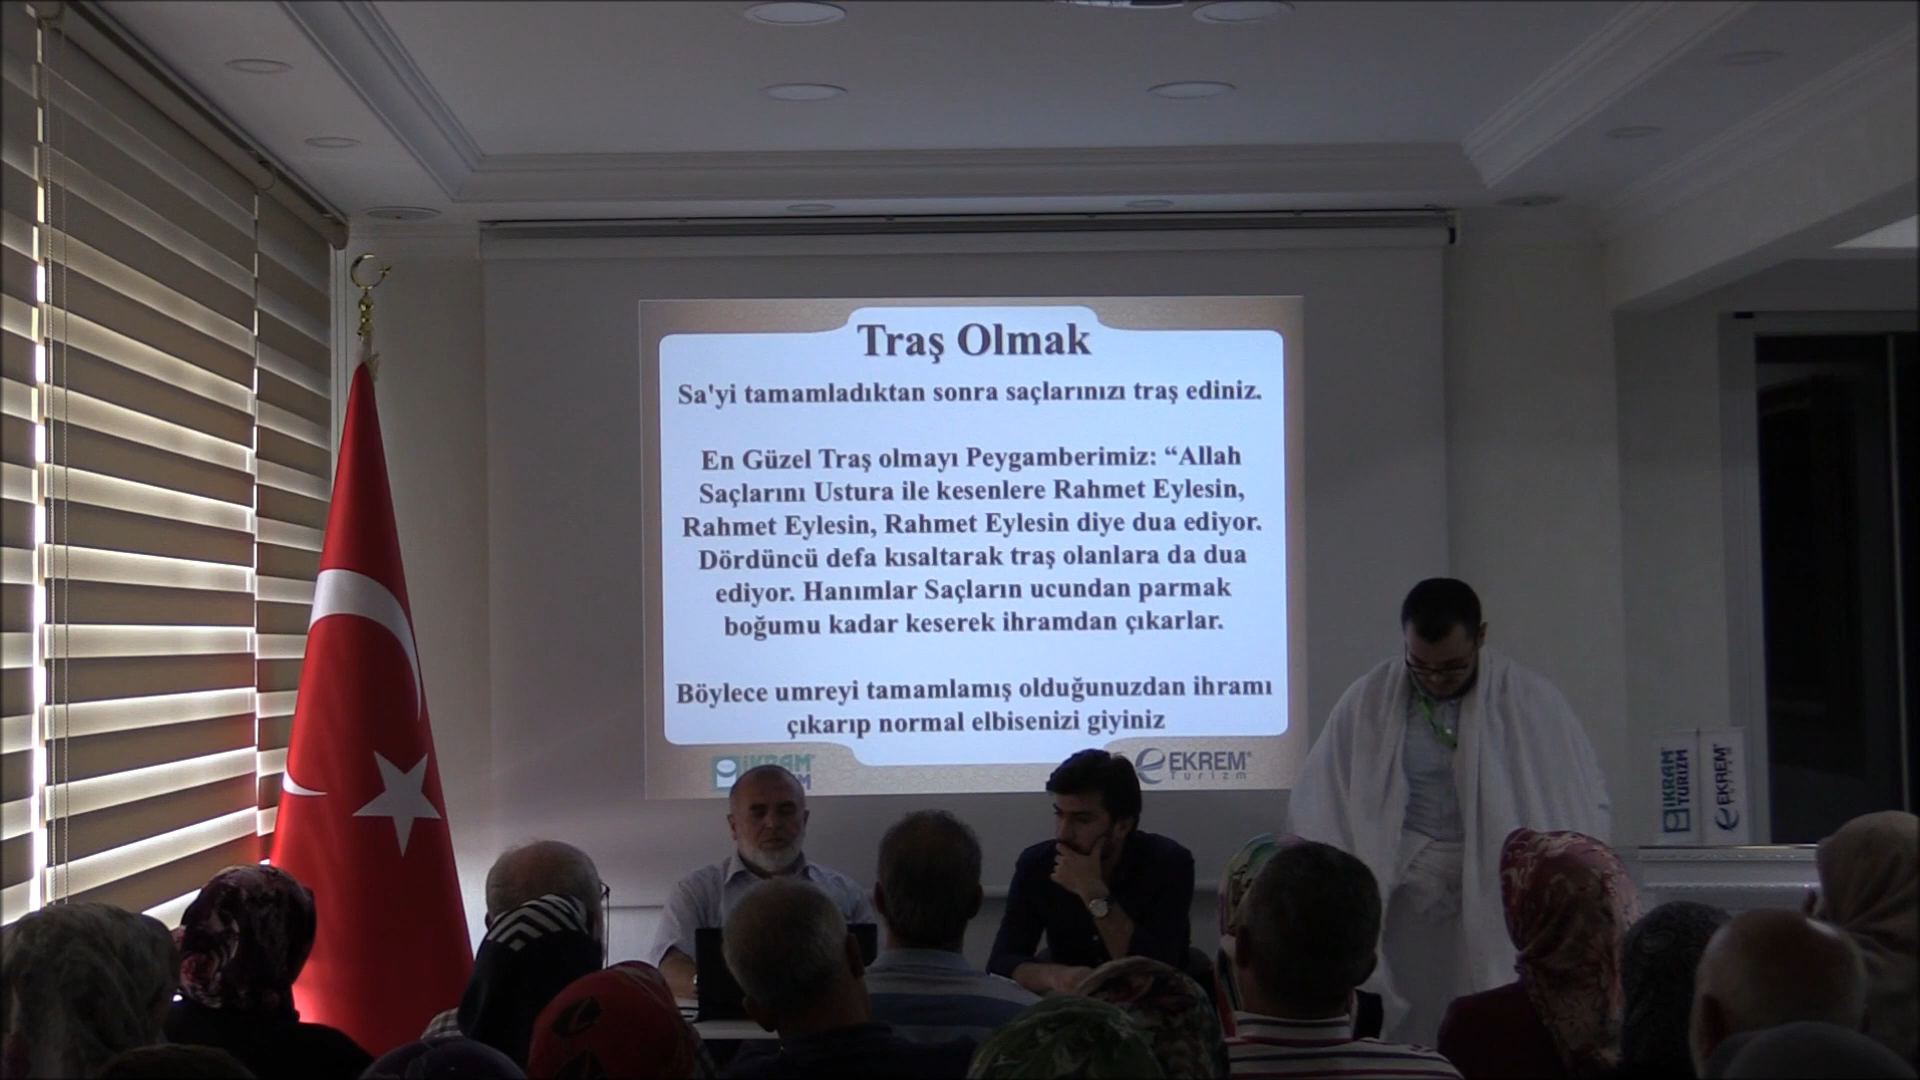 Traş Olmak
Sa'yi tamamladıktan sonra saçlarınızı traş ediniz.
En Güzel Traş olmayı Peygamberimiz: “Allah
Saçlarını Ustura ile kesenlere Rahmet Eylesin,
Rahmet Eylesin, Rahmet Eylesin diye dua ediyor.
Dördüncü defa kısaltarak traş olanlara da dua
ediyor. Hanımlar Saçların ucundan parmak
boğumu kadar keserek ihramdan çıkarlar.
Böylece umreyi tamamlamış olduğunuzdan ihramı
çıkarıp normal elbisenizi giyiniz
İKRAM
EKREM
Turizm
İKRAM
TURİZM
EKREM